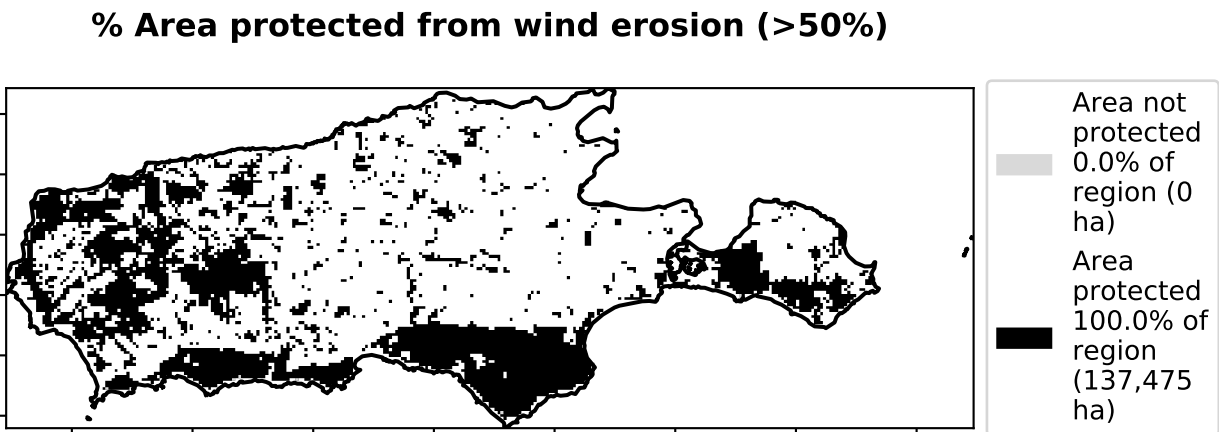 % Area protected from wind erosion (>50%)
Area not
protected
0.0% of
region (0
ha)
Area
protected
100.0% of
region
(137,475
ha)